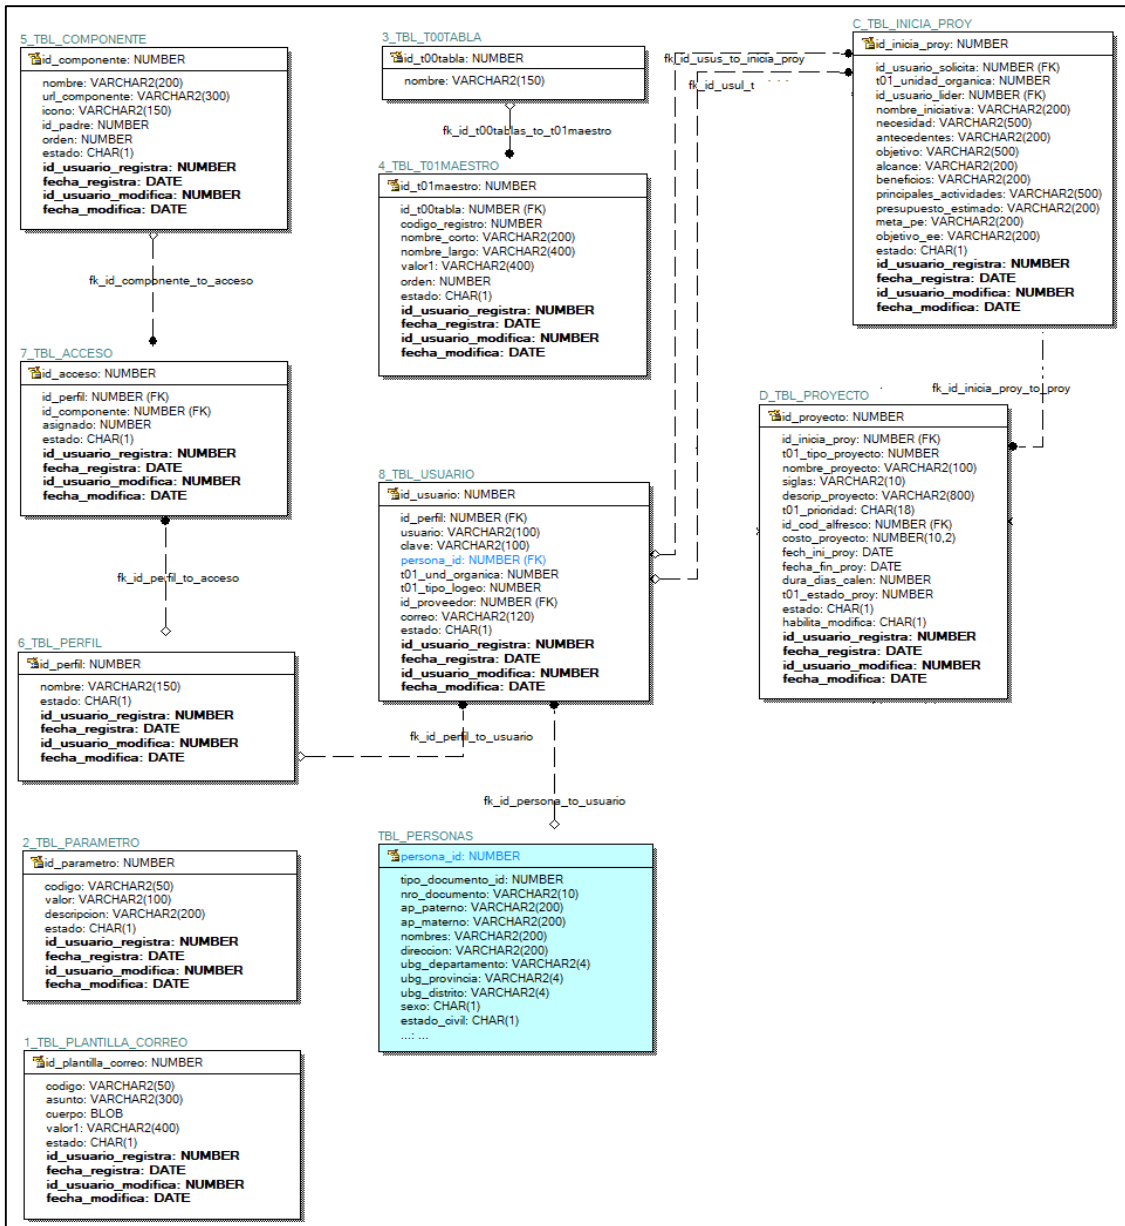 5_TBL_COMPONENTE
id_componente: NUMBER
nombre: VARCHAR2(200)
url_componente: VARCHAR2(300)
icono: VARCHAR2(150)
id_padre: NUMBER
orden: NUMBER
estado: CHAR(1)
id_usuario_registra: NUMBER
fecha_registra: DATE
id_usuario_modifica: NUMBER
fecha_modifica: DATE
fk_id_componente_to_acceso
7_TBL_ACCESO
id_acceso: NUMBER
id_perfil: NUMBER (FK)
id_componente: NUMBER (FK)
asignado: NUMBER
estado: CHAR(1)
id_usuario_registra: NUMBER
fecha_registra: DATE
id_usuario_modifica: NUMBER
fecha_modifica: DATE
fk_id_perfil_to_acceso
6_TBL_PERFIL
id_perfil: NUMBER
nombre: VARCHAR2(150)
estado: CHAR(1)
id_usuario_registra: NUMBER
fecha_registra: DATE
id_usuario_modifica: NUMBER
fecha_modifica: DATE
2_TBL_PARAMETRO
id_parametro: NUMBER
codigo: VARCHAR2(50)
valor: VARCHAR2(100)
descripcion: VARCHAR2(200)
estado: CHAR(1)
id_usuario_registra: NUMBER
fecha_registra: DATE
id_usuario_modifica: NUMBER
fecha_modifica: DATE
1_TBL_PLANTILLA_CORREO
id_plantilla_correo: NUMBER
codigo: VARCHAR2(50)
asunto: VARCHAR2(300)
cuerpo: BLOB
valor1: VARCHAR2(400)
estado: CHAR(1)
id_usuario_registra: NUMBER
fecha_registra: DATE
id_usuario_modifica: NUMBER
fecha_modifica: DATE
3_TBL_T00TABLA
id_t00tabla: NUMBER
nombre: VARCHAR2(150)
fk_id_t00tablas_to_t01maestro
4_TBL_T01MAESTRO
id_t01maestro: NUMBER
id_t00tabla: NUMBER (FK)
codigo_registro: NUMBER
nombre_corto: VARCHAR2(200)
nombre_largo: VARCHAR2(400)
valor1: VARCHAR2(400)
orden: NUMBER
estado: CHAR(1)
id_usuario_registra: NUMBER
fecha_registra: DATE
id_usuario_modifica: NUMBER
fecha_modifica: DATE
8_TBL_USUARIO
id_usuario: NUMBER
id_perfil: NUMBER (FK)
usuario: VARCHAR2(100)
clave: VARCHAR2(100)
persona_id: NUMBER (FK)
t01_und_organica: NUMBER
t01_tipo_logeo: NUMBER
id_proveedor: NUMBER (FK)
correo: VARCHAR2(120)
estado: CHAR(1)
id_usuario_registra: NUMBER
fecha_registra: DATE
id_usuario_modifica: NUMBER
fecha_modifica: DATE
fk_id_perfil_to_usuario
fk_id_persona_to_usuario
TBL_PERSONAS
persona_id: NUMBER
tipo_documento_id: NUMBER
nro_documento: VARCHAR2(10)
ap_paterno: VARCHAR2(200)
ap_materno: VARCHAR2(200)
nombres: VARCHAR2(200)
direccion: VARCHAR2(200)
ubg_departamento: VARCHAR2(4)
ubg_provincia: VARCHAR2(4)
ubg_distrito: VARCHAR2(4)
sexo: CHAR(1)
estado_civil: CHAR(1)
...: ...
fk_id_usus_to_inicia_proy
fk_id_usul_t
C_TBL_INICIA_PROY
id_inicia_proy: NUMBER
id_usuario_solicita: NUMBER (FK)
t01_unidad_organica: NUMBER
id_usuario_lider: NUMBER (FK)
nombre_iniciativa: VARCHAR2(200)
necesidad: VARCHAR2(500)
antecedentes: VARCHAR2(200)
objetivo: VARCHAR2(500)
alcance: VARCHAR2(200)
beneficios: VARCHAR2(200)
principales_actividades: VARCHAR2(500)
presupuesto_estimado: VARCHAR2(200)
meta_pe: VARCHAR2(200)
objetivo_ee: VARCHAR2(200)
estado: CHAR(1)
id_usuario_registra: NUMBER
fecha_registra: DATE
id_usuario_modifica: NUMBER
fecha_modifica: DATE
fk_id_inicia_proy_to_proy
D_TBL_PROYECTO
id_proyecto: NUMBER
id_inicia_proy: NUMBER (FK)
t01_tipo_proyecto: NUMBER
nombre_proyecto: VARCHAR2(100)
siglas: VARCHAR2(10)
descrip_proyecto: VARCHAR2(800)
t01_prioridad: CHAR(18)
id_cod_alfresco: NUMBER (FK)
costo_proyecto: NUMBER(10,2)
fech_ini_proy: DATE
fecha_fin_proy: DATE
dura_dias_calen: NUMBER
t01_estado_proy: NUMBER
estado: CHAR(1)
habilita_modifica: CHAR(1)
id_usuario_registra: NUMBER
fecha_registra: DATE
id_usuario_modifica: NUMBER
fecha_modifica: DATE